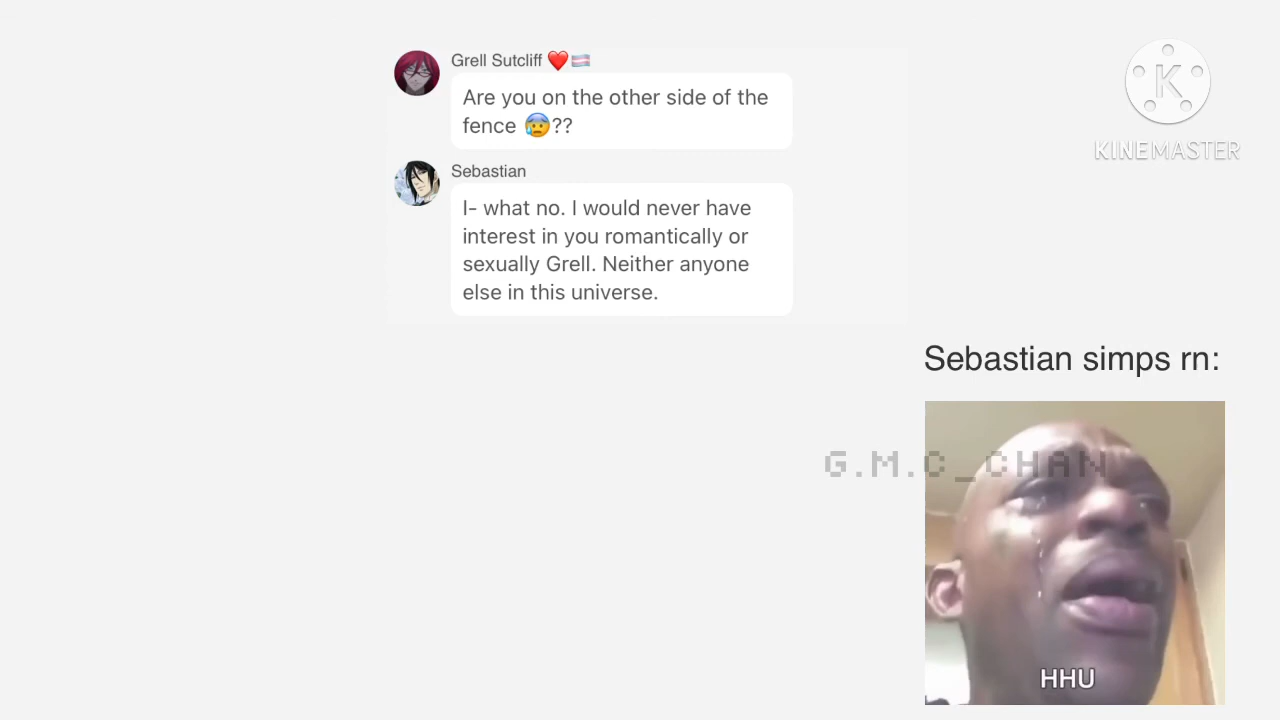 Grell Sutcliff ❤️🏳️‍⚧️
Are you on the other side of the
fence 😰??
Sebastian
I- what no. I would never have
interest in you romantically or
sexually Grell. Neither anyone
else in this universe.
K
KINEMASTER
Sebastian simps rn:
G.M.C_CHAN
HHU